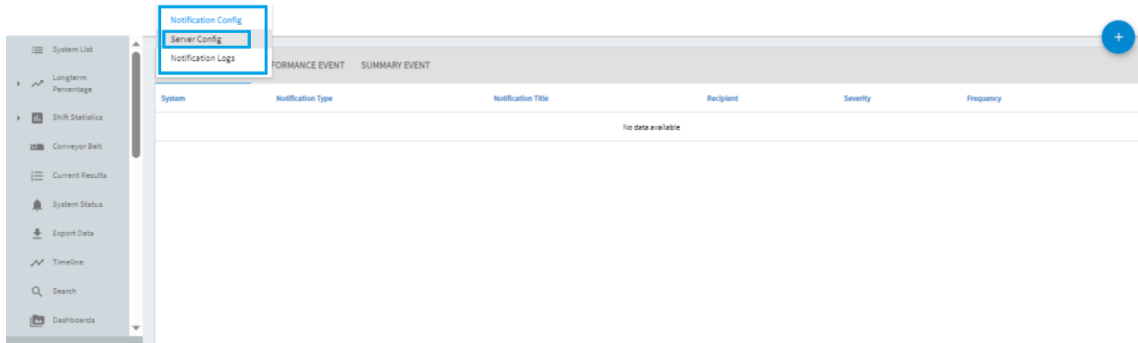 Notification Config
Server Config
Notification Logs
+
System List
Longterm
Percentage
Shift Statistics
Conveyor Belt
Current Results
System Status
Export Data
Timeline
Search
Dashboards
FORMANCE EVENT SUMMARY EVENT
System Notification Type Notification Title Recipient Severity Frequency
No data available